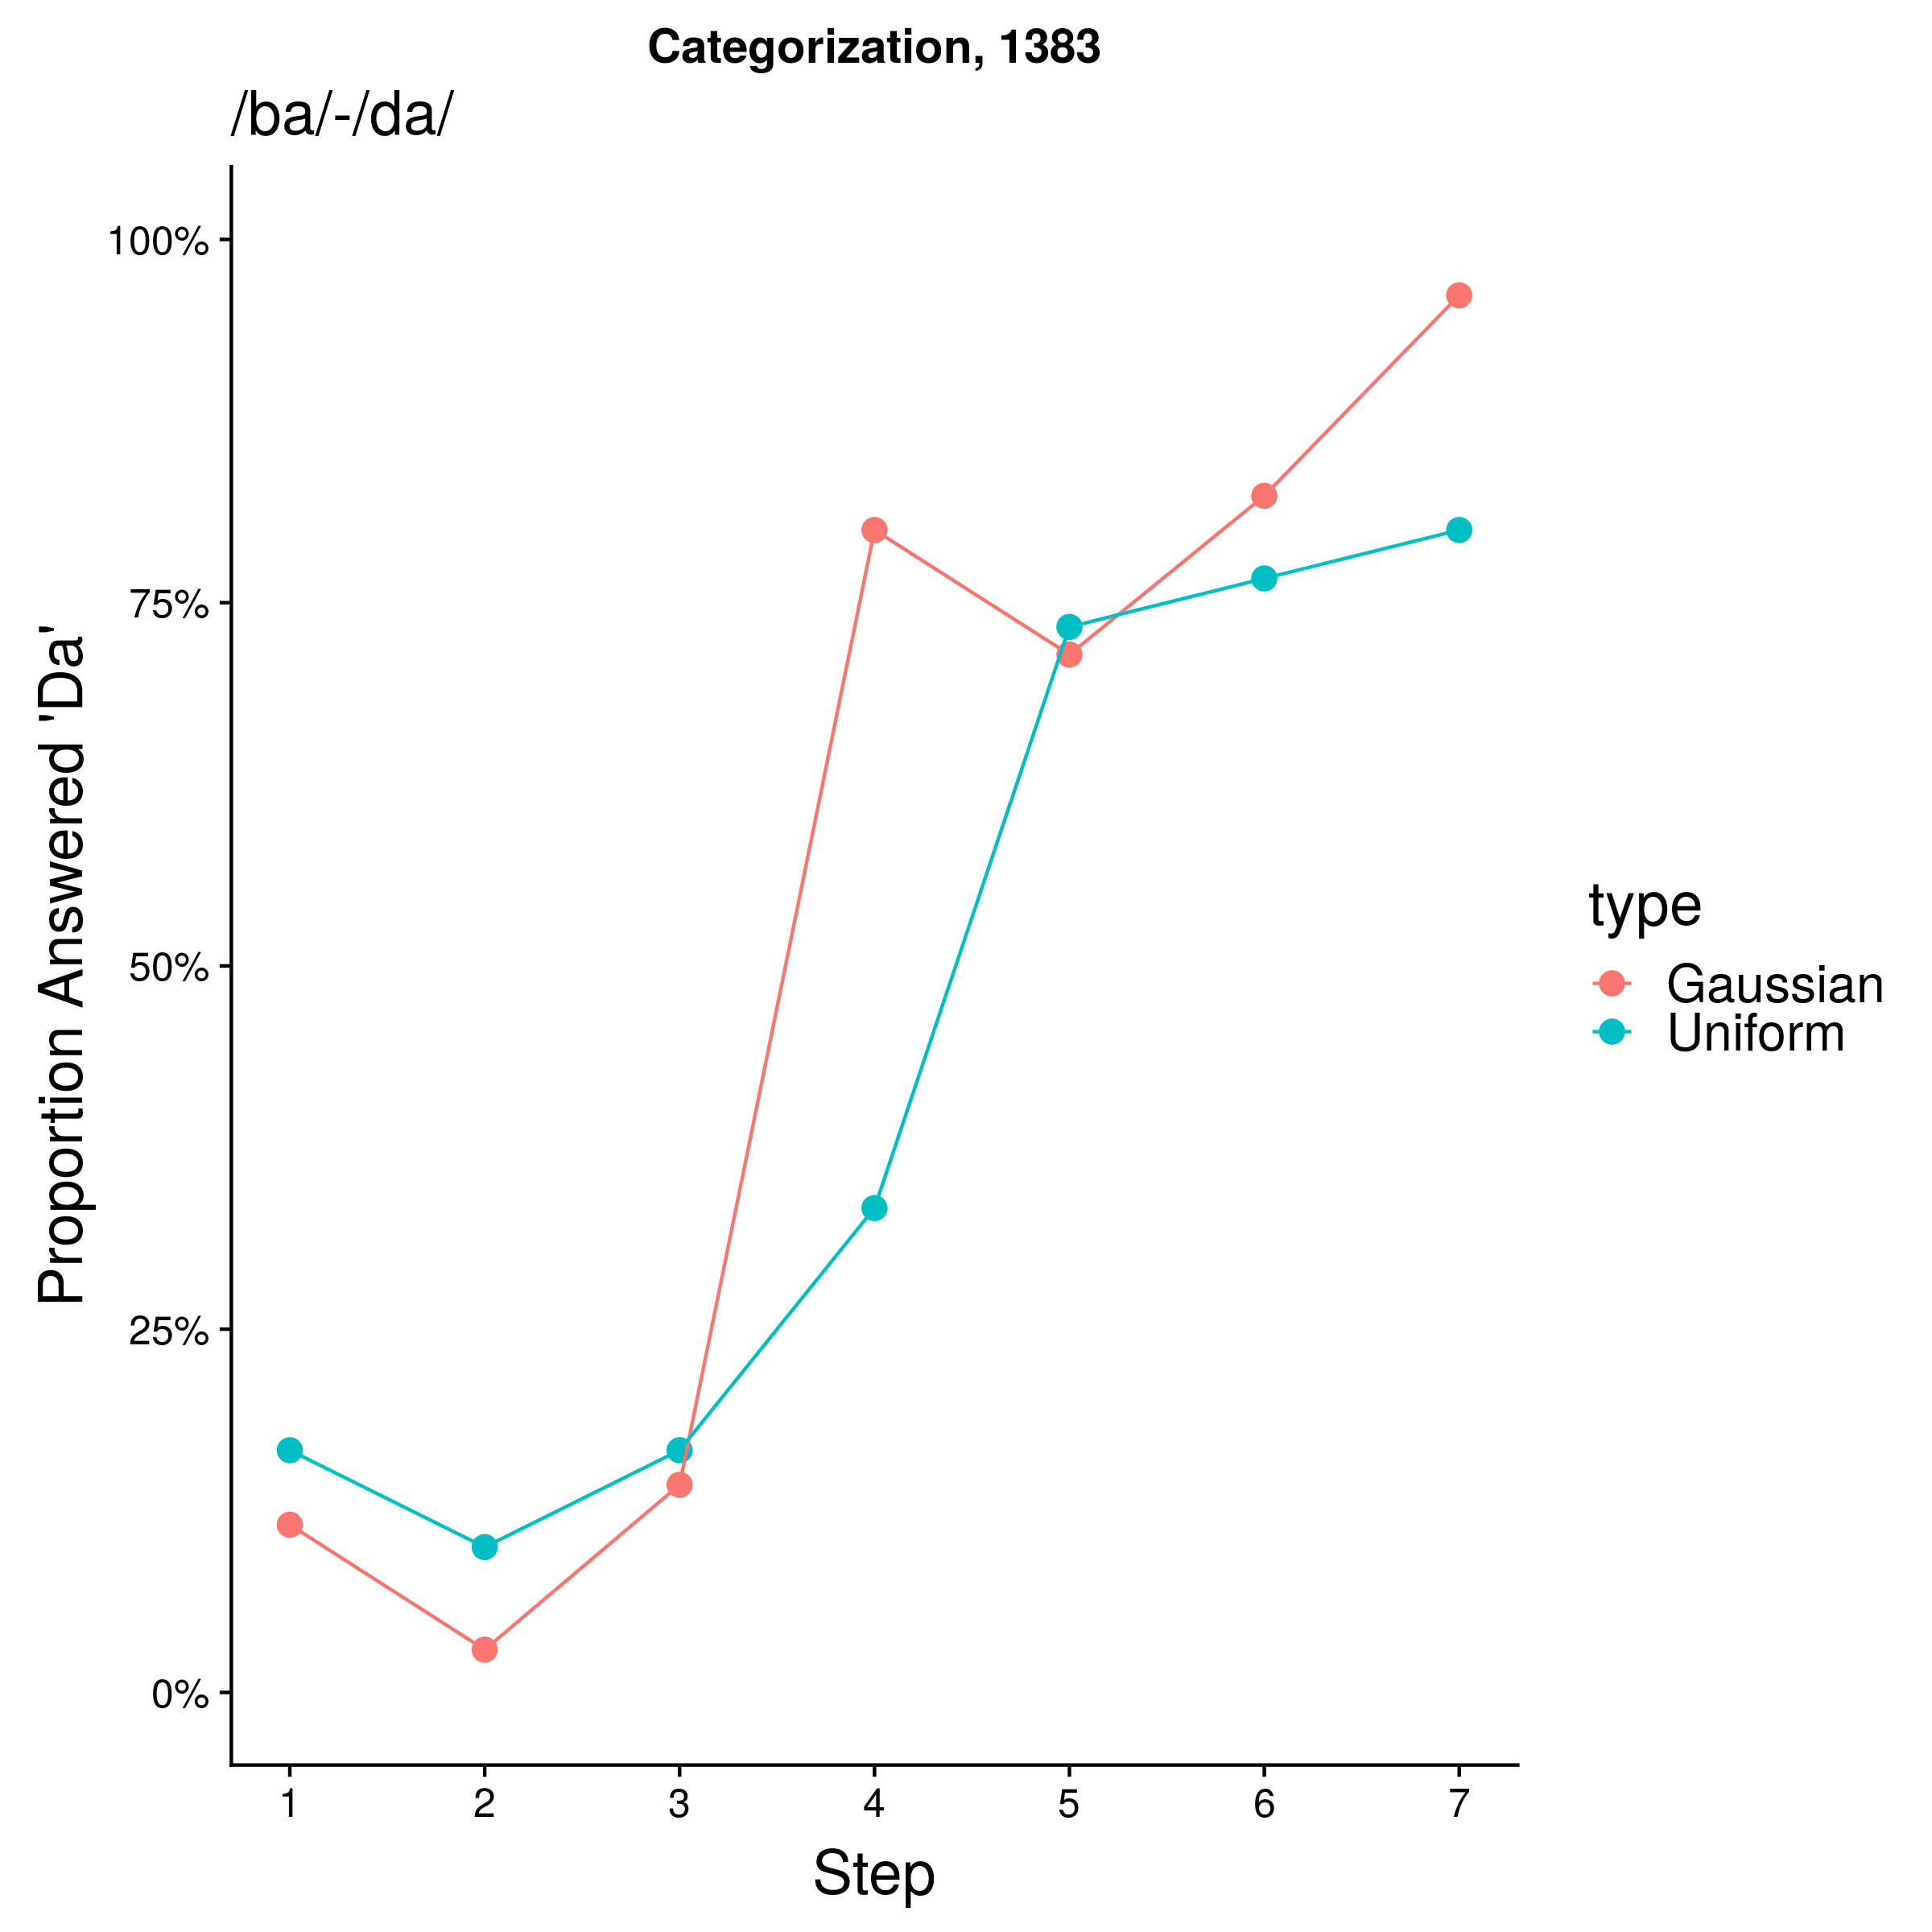 Categorization, 1383
/ba/-/da/
100%
75%
50%
25%
0%
Proportion Answered 'Da'
1 2 3 4 5 6 7
Step
type
Gaussian
Uniform